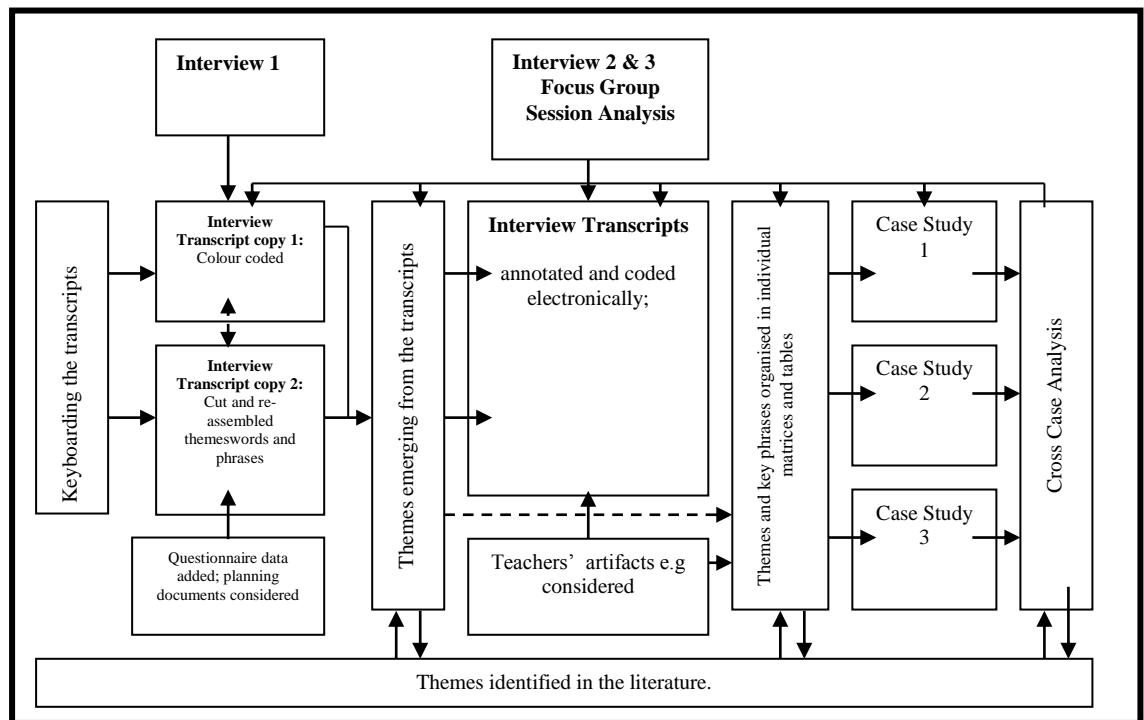 Interview 1
Interview 2 & 3
Focus Group
Session Analysis
Keyboarding the transcripts
Interview
Transcript copy 1:
Colour coded
Interview
Transcript copy 2:
Cut and re-
assembled
themeswords and
phrases
Questionnaire data
added; planning
documents considered
Themes emerging from the transcripts
Interview Transcripts
annotated and coded
electronically;
Teachers’ artifacts e.g
considered
Themes and key phrases organised in individual
matrices and tables
Case Study
1
Case Study
2
Case Study
3
Cross Case Analysis
Themes identified in the literature.